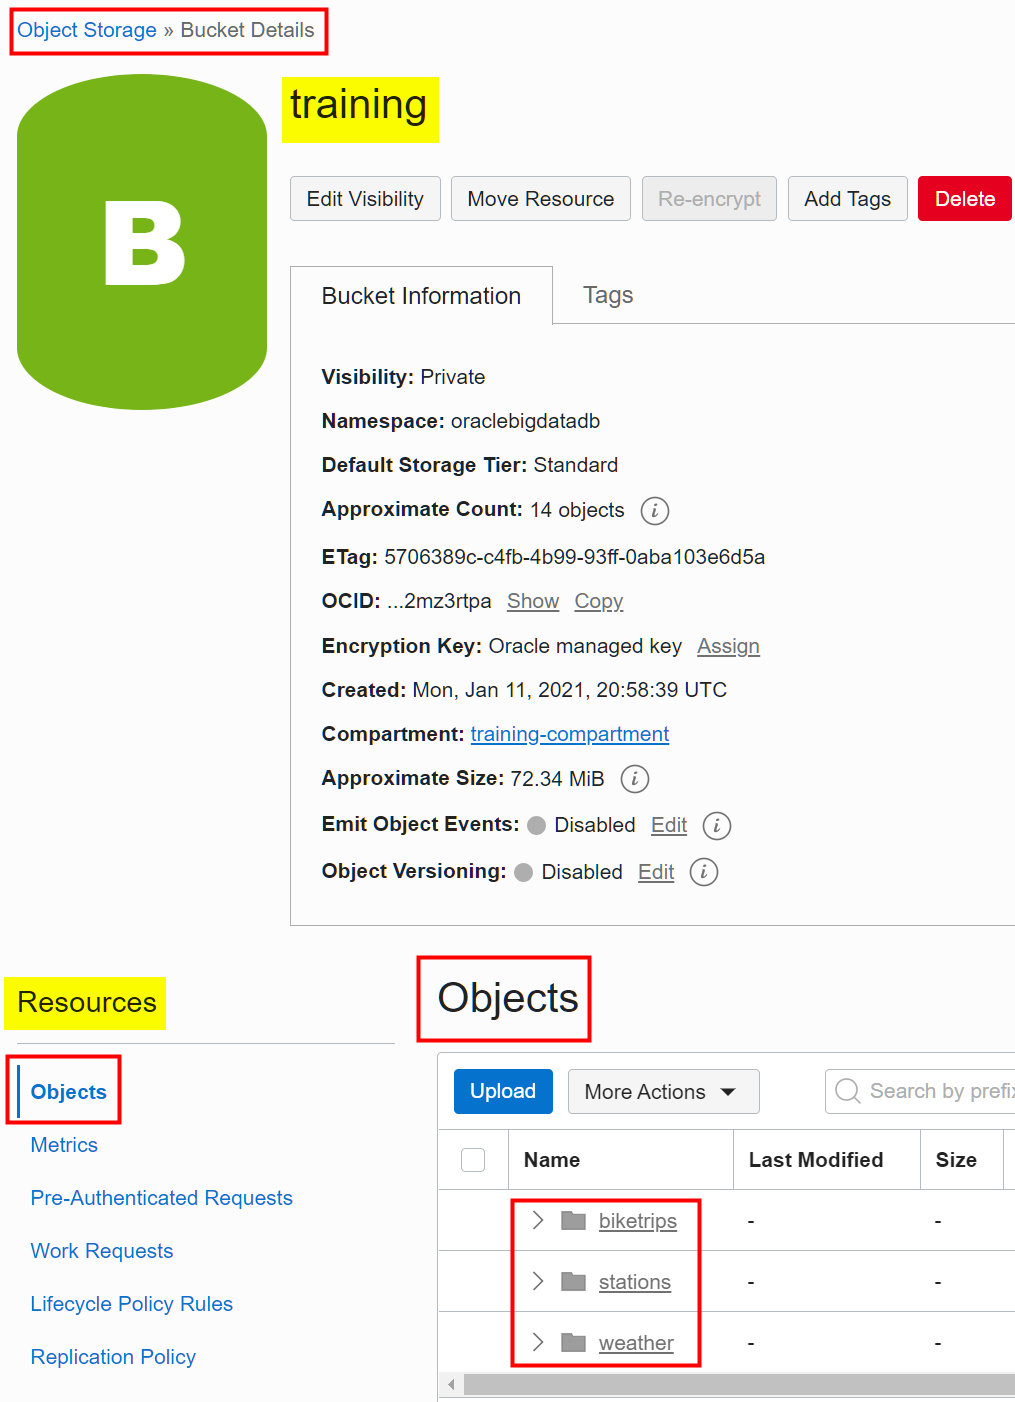 Object Storage » Bucket Details
training
B
Edit Visibility Move Resource Re-encrypt Add Tags Delete
Bucket Information Tags
Visibility: Private
Namespace: oraclebigdatadb
Default Storage Tier: Standard
Approximate Count: 14 objects i
ETag: 5706389c-c4fb-4b99-93ff-0aba103e6d5a
OCID: ...2mz3rtpa Show Copy
Encryption Key: Oracle managed key Assign
Created: Mon, Jan 11, 2021, 20:58:39 UTC
Compartment: training-compartment
Approximate Size: 72.34 MiB i
Emit Object Events: Disabled Edit i
Object Versioning: Disabled Edit i
Resources
Objects
Metrics
Pre-Authenticated Requests
Work Requests
Lifecycle Policy Rules
Replication Policy
Objects
Upload More Actions Search by prefix
Name Last Modified Size
biketrips - -
stations - -
weather - -